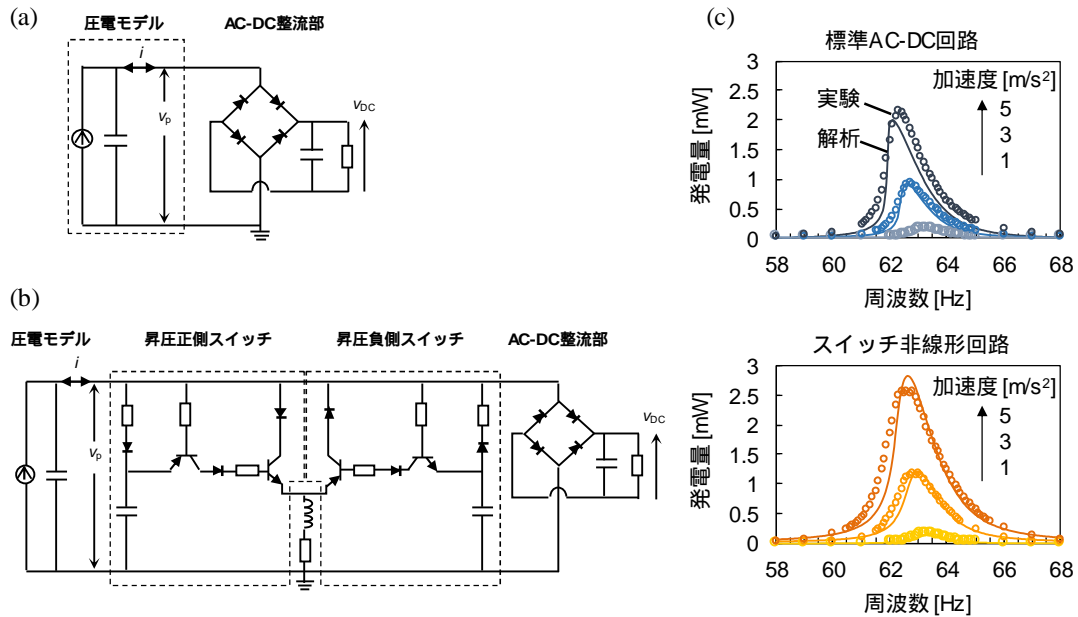 (a)
圧電モデル
AC-DC整流部
i
vp
vDC
(b)
圧電モデル
昇圧正側スイッチ
昇圧負側スイッチ
AC-DC整流部
i
vp
vDC
(c)
標準AC-DC回路
発電量 [mW]
3
2.5
2
1.5
1
0.5
0
実験
解析
加速度 [m/s²]
5
3
1
58 60 62 64 66 68
周波数 [Hz]
スイッチ非線形回路
発電量 [mW]
3
2.5
2
1.5
1
0.5
0
加速度 [m/s²]
5
3
1
58 60 62 64 66 68
周波数 [Hz]